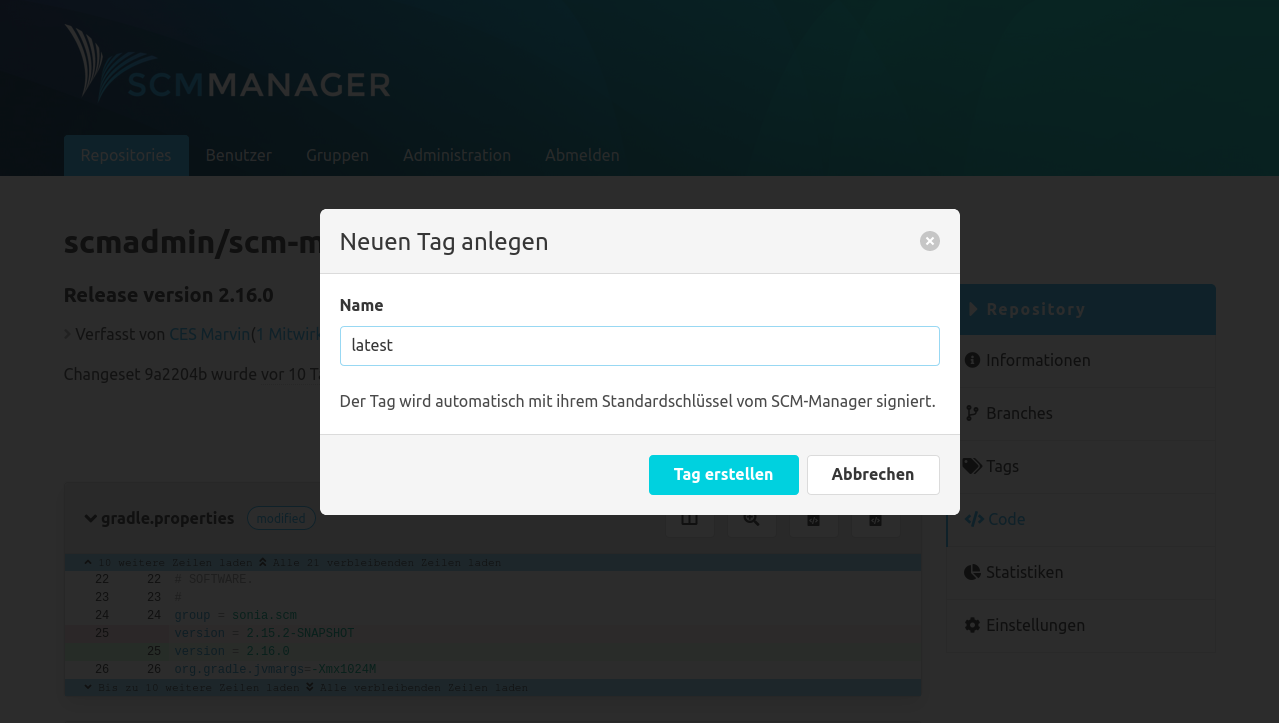 SCMMANAGER
Repositories Benutzer Gruppen Administration Abmelden
scmadmin/scm-m
Neuen Tag anlegen
Release version 2.16.0
Name
Repository
Verfasst von CES Marvin(1 Mitwirk
latest
Informationen
Changeset 9a2204b wurde vor 10 Ta
Der Tag wird automatisch mit ihrem Standardschlüssel vom SCM-Manager signiert.
Branches
Tag erstellen Abbrechen
Tags
gradle.properties modified
Code
10 weitere Zeilen laden Alle 21 verbleibenden Zeilen laden
22 22 # SOFTWARE.
Statistiken
23 23 #
24 24 group = sonia.scm
25 version = 2.15.2-SNAPSHOT
Einstellungen
25 version = 2.16.0
26 26 org.gradle.jvmargs=-Xmx1024M
Bis zu 10 weitere Zeilen laden Alle verbleibenden Zeilen laden